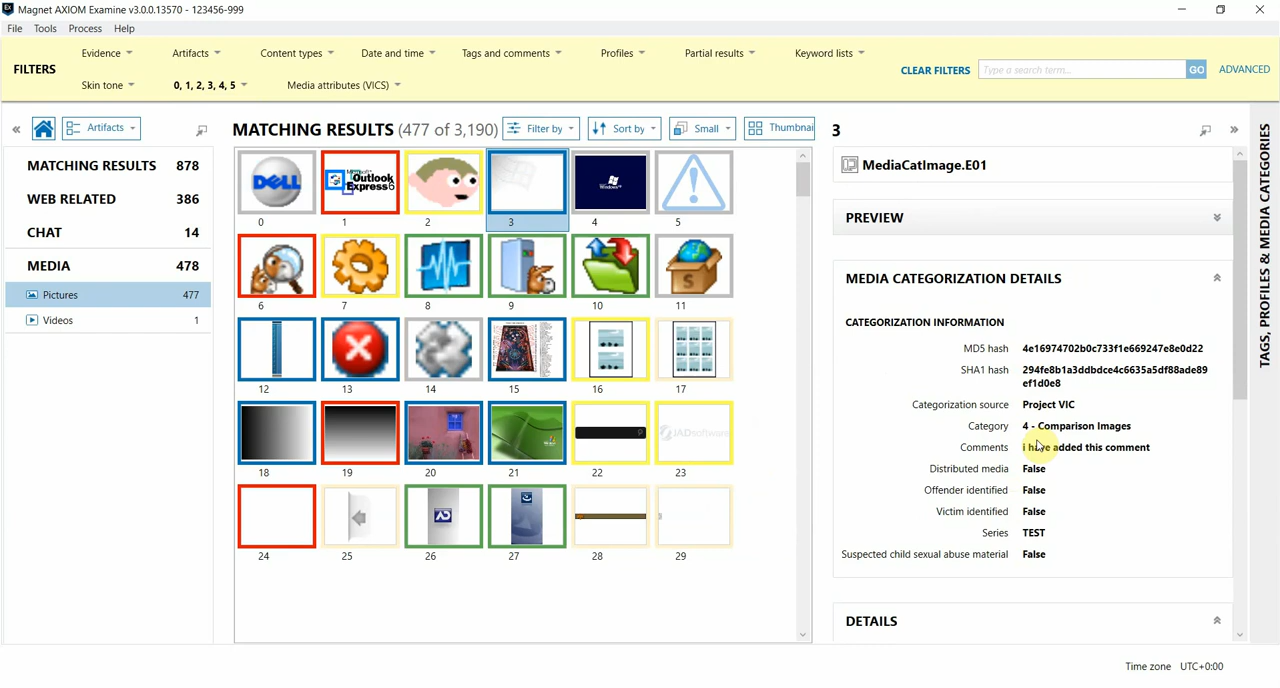 Magnet AXIOM Examine v3.0.0.13570 - 123456-999
File Tools Process Help
FILTERS
Evidence Artifacts Content types Date and time Tags and comments Profiles Partial results Keyword lists
Skin tone 0, 1, 2, 3, 4, 5 Media attributes (VICS)
CLEAR FILTERS Type a search term... GO ADVANCED
Artifacts
MATCHING RESULTS 878
WEB RELATED 386
CHAT 14
MEDIA 478
Pictures 477
Videos 1
MATCHING RESULTS (477 of 3,190) Filter by Sort by Small Thumbnai
DELL
Microsoft Outlook Express 6
Windows
0 1 2 3 4 5
S
6 7 8 9 10 11
12 13 14 15 16 17
iADsoftware
18 19 20 21 22 23
AD
24 25 26 27 28 29
3
MediaCatImage.E01
PREVIEW
MEDIA CATEGORIZATION DETAILS
CATEGORIZATION INFORMATION
MD5 hash 4e16974702b0c733f1e669247e8e0d22
SHA1 hash 294fe8b1a3ddbdce4c6635a5df88ade89
ef1d0e8
Categorization source Project VIC
Category 4 - Comparison Images
Comments i have added this comment
Distributed media False
Offender identified False
Victim identified False
Series TEST
Suspected child sexual abuse material False
DETAILS
TAGS, PROFILES & MEDIA CATEGORIES
Time zone UTC+0:00